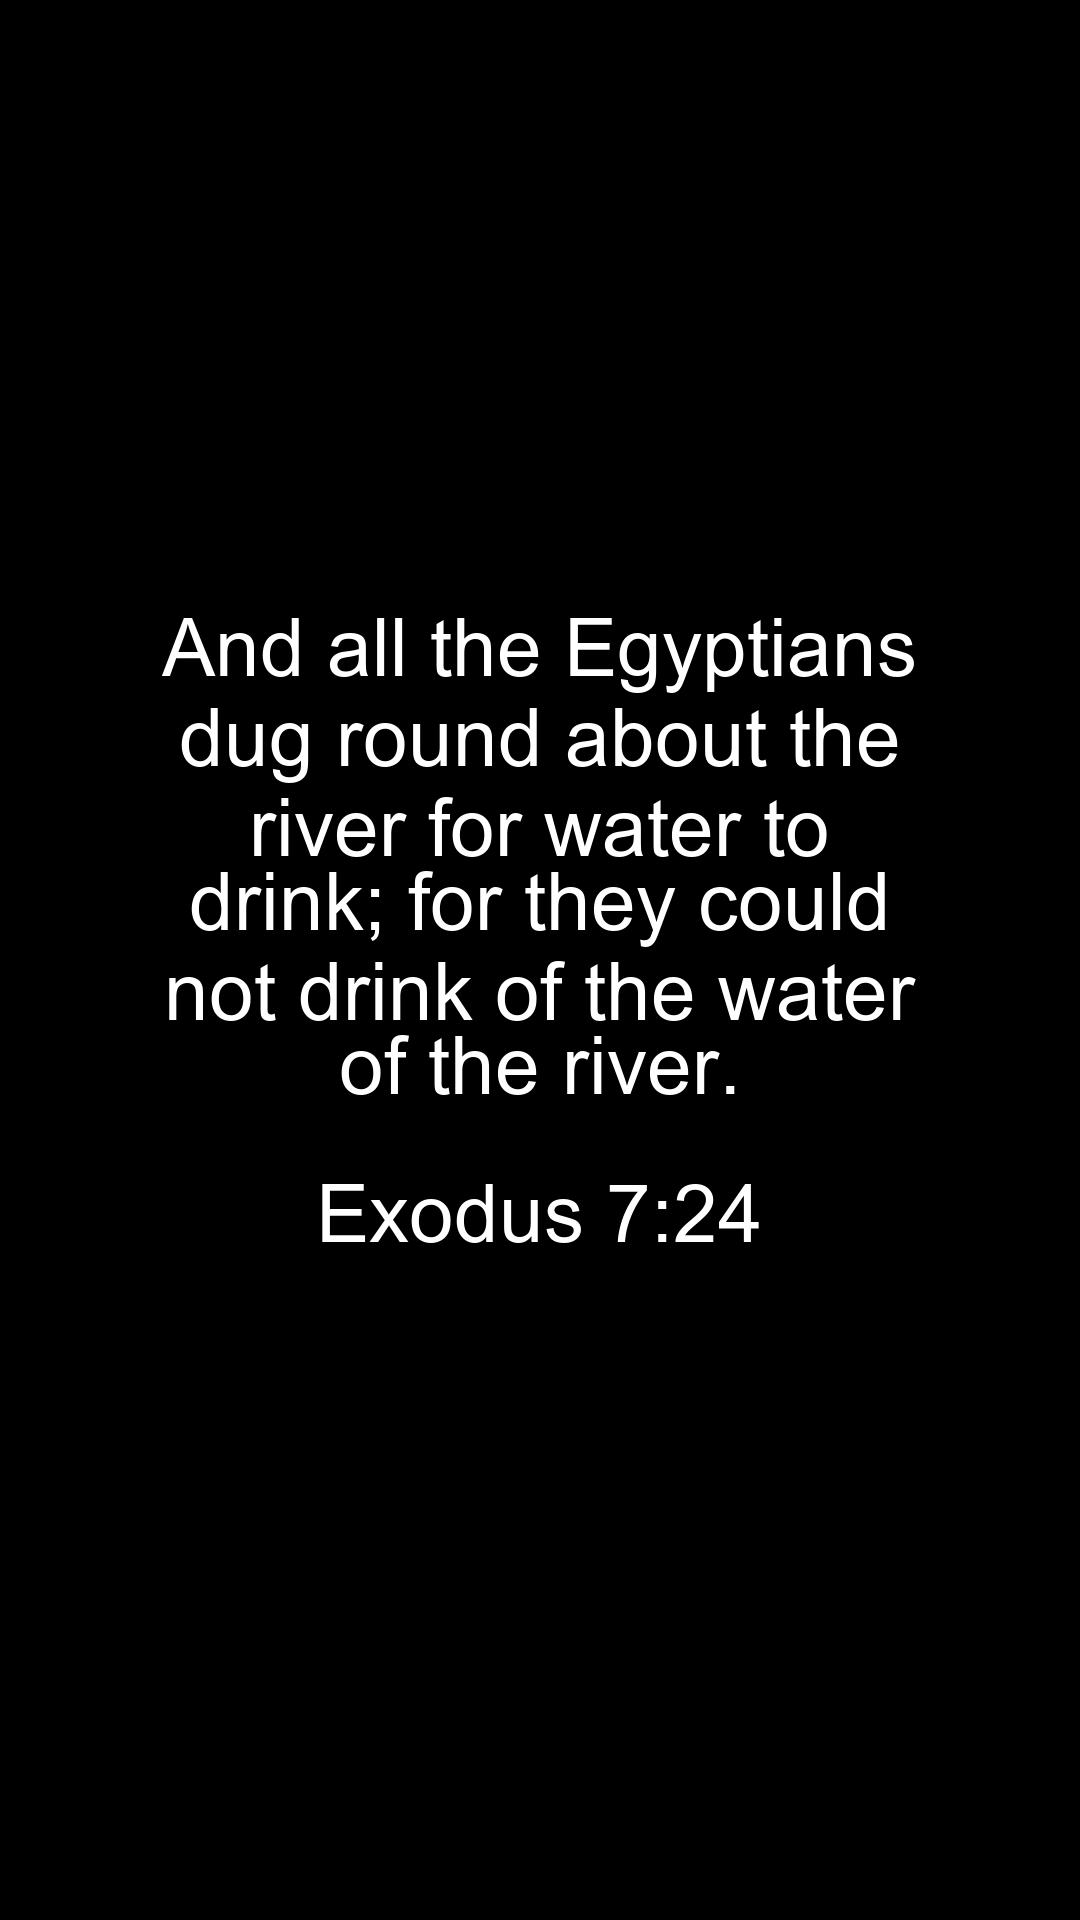 And all the Egyptians
dug round about the
river for water to
drink; for they could
not drink of the water
of the river.
Exodus 7:24